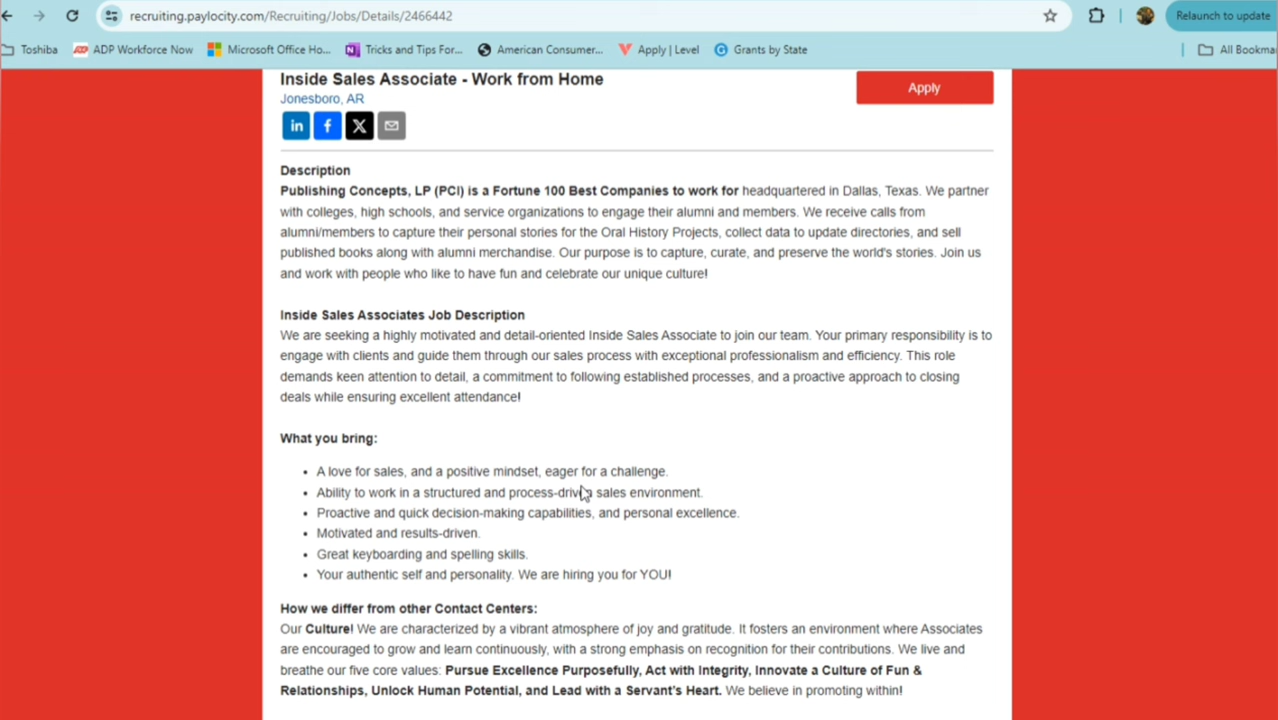 recruiting.paylocity.com/Recruiting/Jobs/Details/2466442
Relaunch to update
Toshiba
ADP Workforce Now
Microsoft Office Ho...
Tricks and Tips For...
American Consumer...
Apply | Level
Grants by State
All Bookma
Inside Sales Associate - Work from Home
Apply
Jonesboro, AR
Description
Publishing Concepts, LP (PCI) is a Fortune 100 Best Companies to work for headquartered in Dallas, Texas. We partner
with colleges, high schools, and service organizations to engage their alumni and members. We receive calls from
alumni/members to capture their personal stories for the Oral History Projects, collect data to update directories, and sell
published books along with alumni merchandise. Our purpose is to capture, curate, and preserve the world's stories. Join us
and work with people who like to have fun and celebrate our unique culture!
Inside Sales Associates Job Description
We are seeking a highly motivated and detail-oriented Inside Sales Associate to join our team. Your primary responsibility is to
engage with clients and guide them through our sales process with exceptional professionalism and efficiency. This role
demands keen attention to detail, a commitment to following established processes, and a proactive approach to closing
deals while ensuring excellent attendance!
What you bring:
• A love for sales, and a positive mindset, eager for a challenge.
• Ability to work in a structured and process-driven sales environment.
• Proactive and quick decision-making capabilities, and personal excellence.
• Motivated and results-driven.
• Great keyboarding and spelling skills.
• Your authentic self and personality. We are hiring you for YOU!
How we differ from other Contact Centers:
Our Culture! We are characterized by a vibrant atmosphere of joy and gratitude. It fosters an environment where Associates
are encouraged to grow and learn continuously, with a strong emphasis on recognition for their contributions. We live and
breathe our five core values: Pursue Excellence Purposefully, Act with Integrity, Innovate a Culture of Fun &
Relationships, Unlock Human Potential, and Lead with a Servant's Heart. We believe in promoting within!